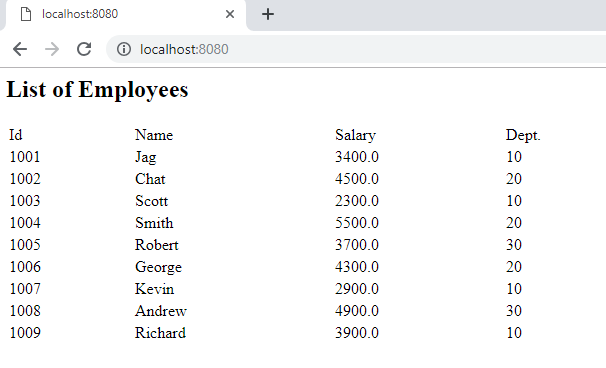 localhost:8080
localhost:8080
List of Employees
Id Name Salary Dept.
1001 Jag 3400.0 10
1002 Chat 4500.0 20
1003 Scott 2300.0 10
1004 Smith 5500.0 20
1005 Robert 3700.0 30
1006 George 4300.0 20
1007 Kevin 2900.0 10
1008 Andrew 4900.0 30
1009 Richard 3900.0 10